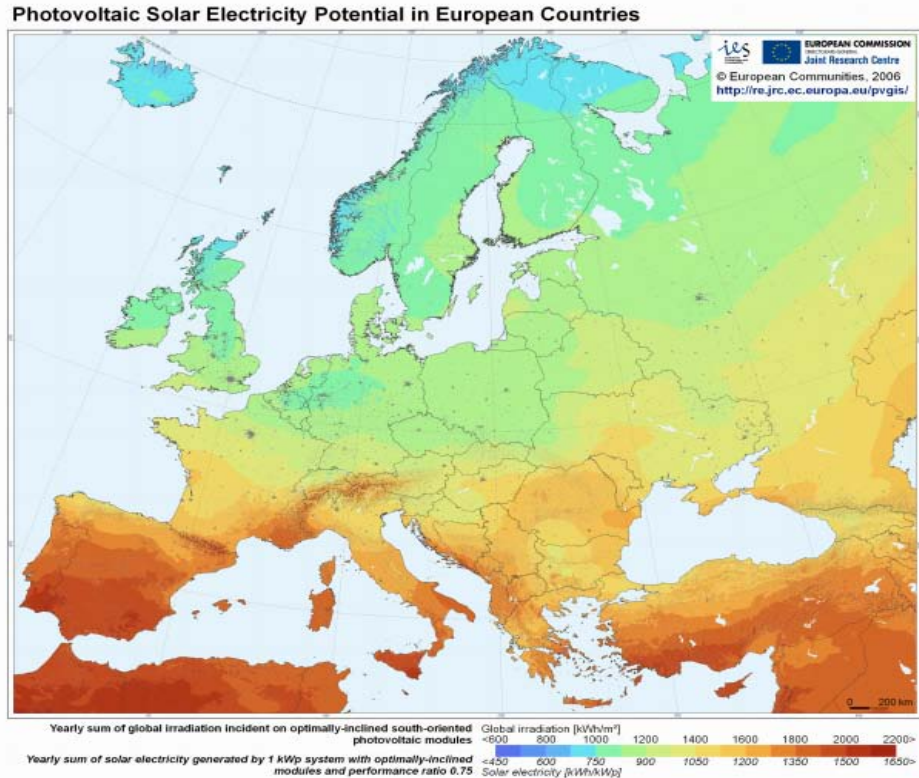 Photovoltaic Solar Electricity Potential in European Countries
ies
EUROPEAN COMMISSION
DIRECTORATE-GENERAL
Joint Research Centre
© European Communities, 2006
http://re.jrc.ec.europa.eu/pvgis/
0 200 km
Yearly sum of global irradiation incident on optimally-inclined south-oriented
photovoltaic modules
Yearly sum of solar electricity generated by 1 kWp system with optimally-inclined
modules and performance ratio 0.75
Global irradiation [kWh/m²]
<600 800 1000 1200 1400 1600 1800 2000 2200>
<450 600 750 900 1050 1200 1350 1500 1650>
Solar electricity [kWh/kWp]